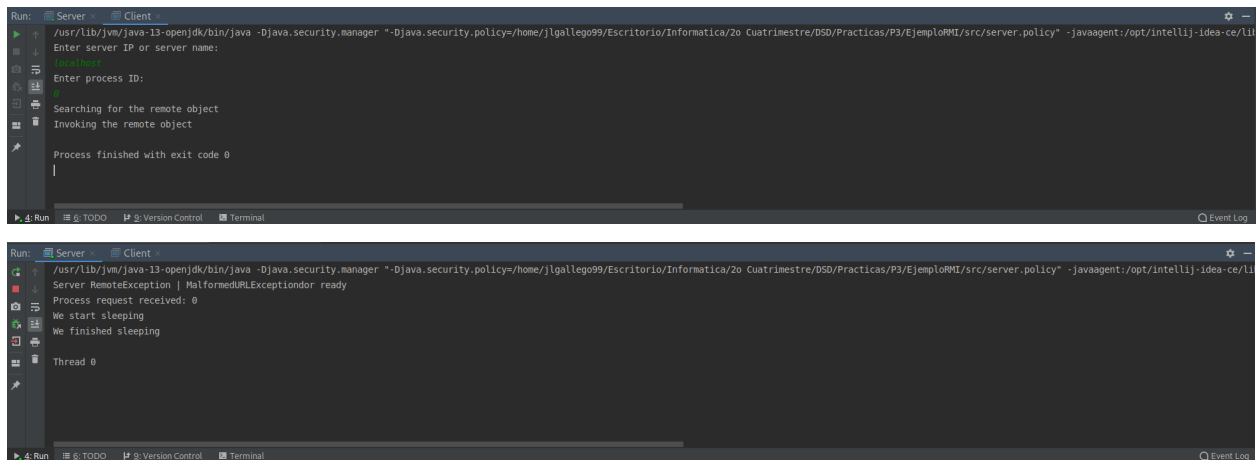 Run: Server × Client ×
/usr/lib/jvm/java-13-openjdk/bin/java -Djava.security.manager "-Djava.security.policy=/home/jlgallego99/Escritorio/Informatica/2o Cuatrimestre/DSD/Practicas/P3/EjemploRMI/src/server.policy" -javaagent:/opt/intellij-idea-ce/lib
Enter server IP or server name:
localhost
Enter process ID:
0
Searching for the remote object
Invoking the remote object
Process finished with exit code 0
4: Run 6: TODO 9: Version Control Terminal Event Log
Run: Server × Client ×
/usr/lib/jvm/java-13-openjdk/bin/java -Djava.security.manager "-Djava.security.policy=/home/jlgallego99/Escritorio/Informatica/2o Cuatrimestre/DSD/Practicas/P3/EjemploRMI/src/server.policy" -javaagent:/opt/intellij-idea-ce/li
Server RemoteException | MalformedURLExceptiondor ready
Process request received: 0
We start sleeping
We finished sleeping
Thread 0
4: Run 6: TODO 9: Version Control Terminal Event Log